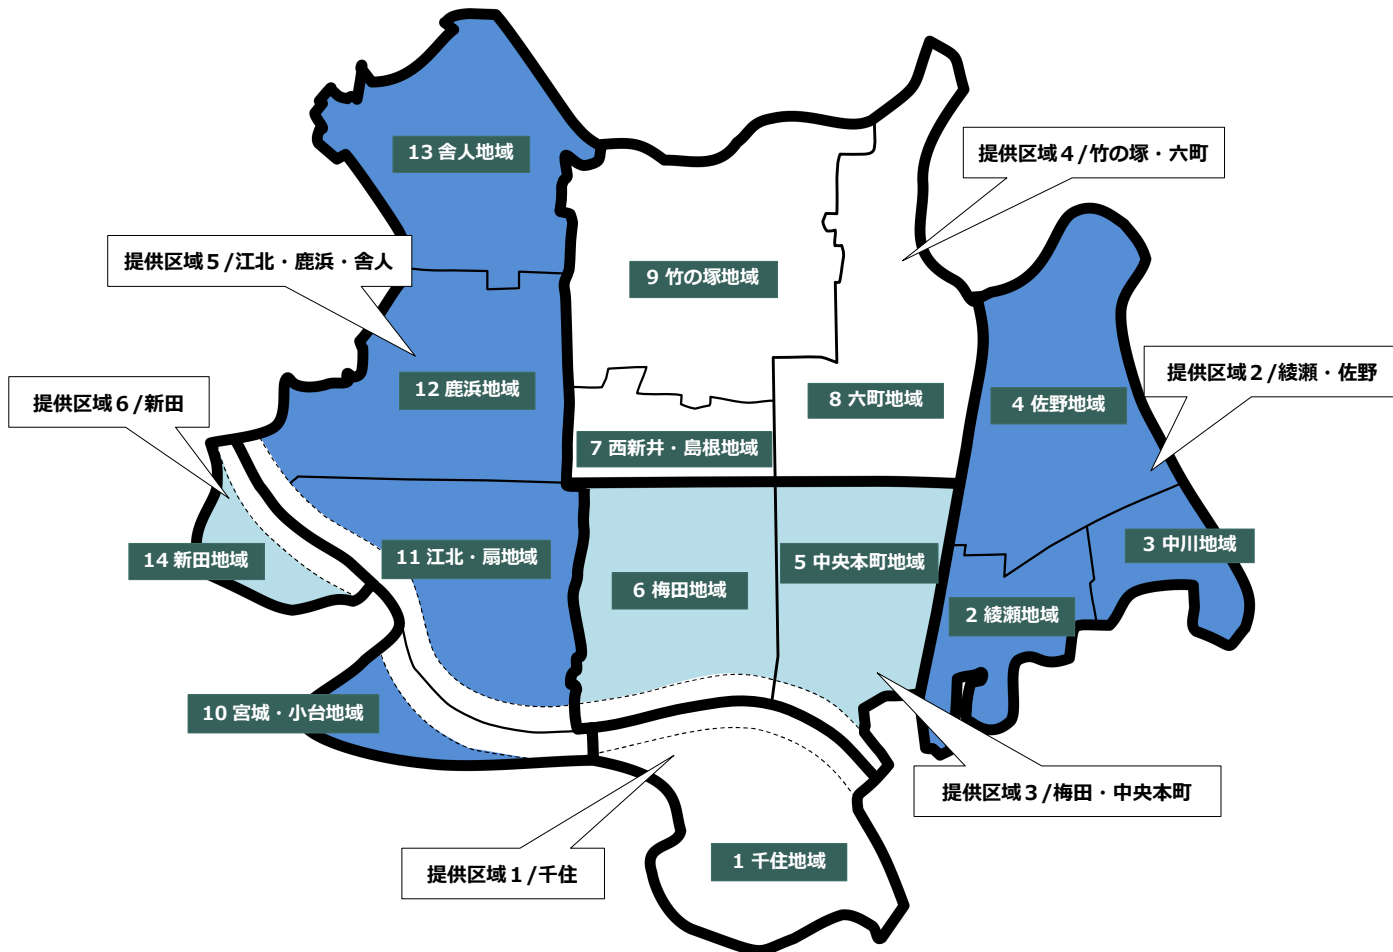 13 舎人地域
提供区域４/竹の塚・六町
提供区域５/江北・鹿浜・舎人
9 竹の塚地域
提供区域２/綾瀬・佐野
12 鹿浜地域
8 六町地域
4 佐野地域
提供区域６/新田
7 西新井・島根地域
14 新田地域
11 江北・扇地域
5 中央本町地域
3 中川地域
6 梅田地域
2 綾瀬地域
10 宮城・小台地域
提供区域３/梅田・中央本町
提供区域１/千住
1 千住地域